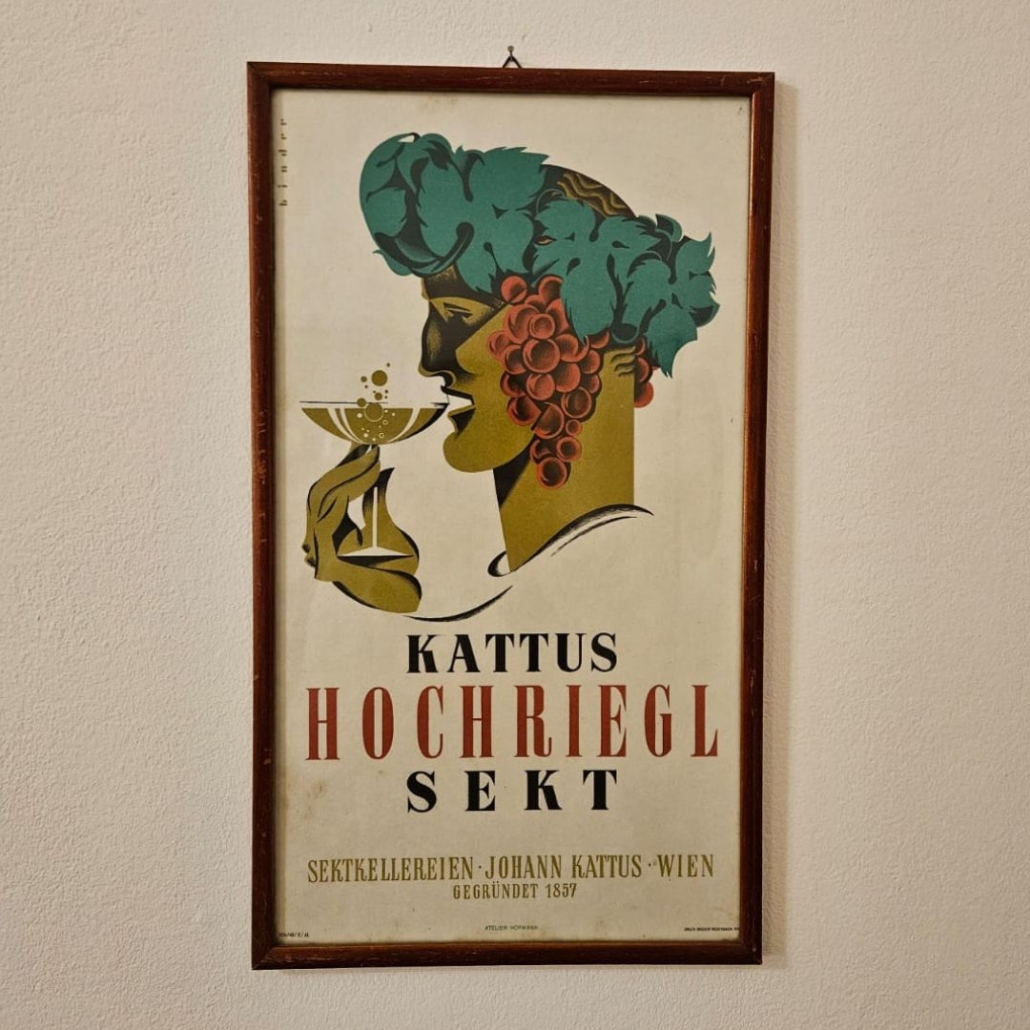 binder
KATTUS
HOCHRIEGL
SEKT
SEKTKELLEREIEN · JOHANN KATTUS · WIEN
GEGRÜNDET 1857
ATELIER HOFMANN